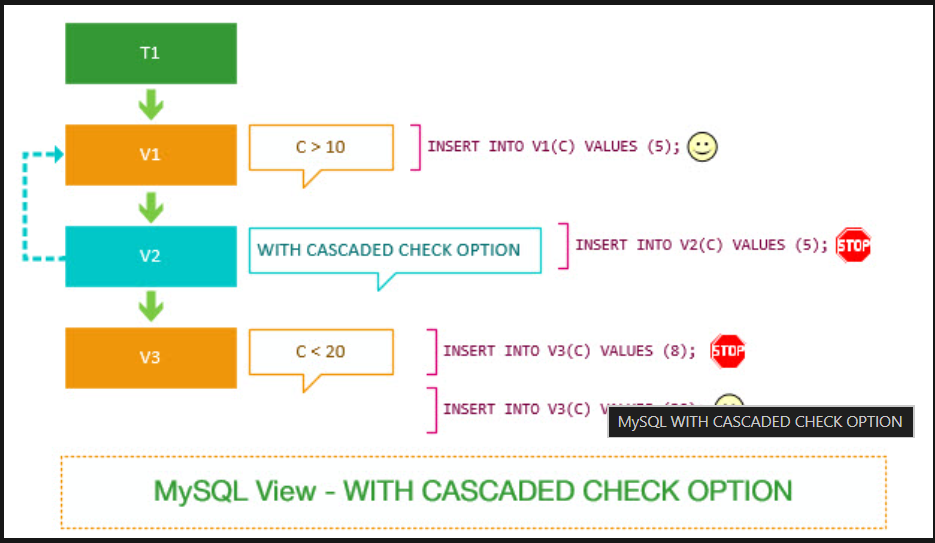 T1
V1
C > 10
INSERT INTO V1(C) VALUES (5);
V2
WITH CASCADED CHECK OPTION
INSERT INTO V2(C) VALUES (5);
STOP
V3
C < 20
INSERT INTO V3(C) VALUES (8);
STOP
INSERT INTO V3(C)
MySQL WITH CASCADED CHECK OPTION
MySQL View - WITH CASCADED CHECK OPTION